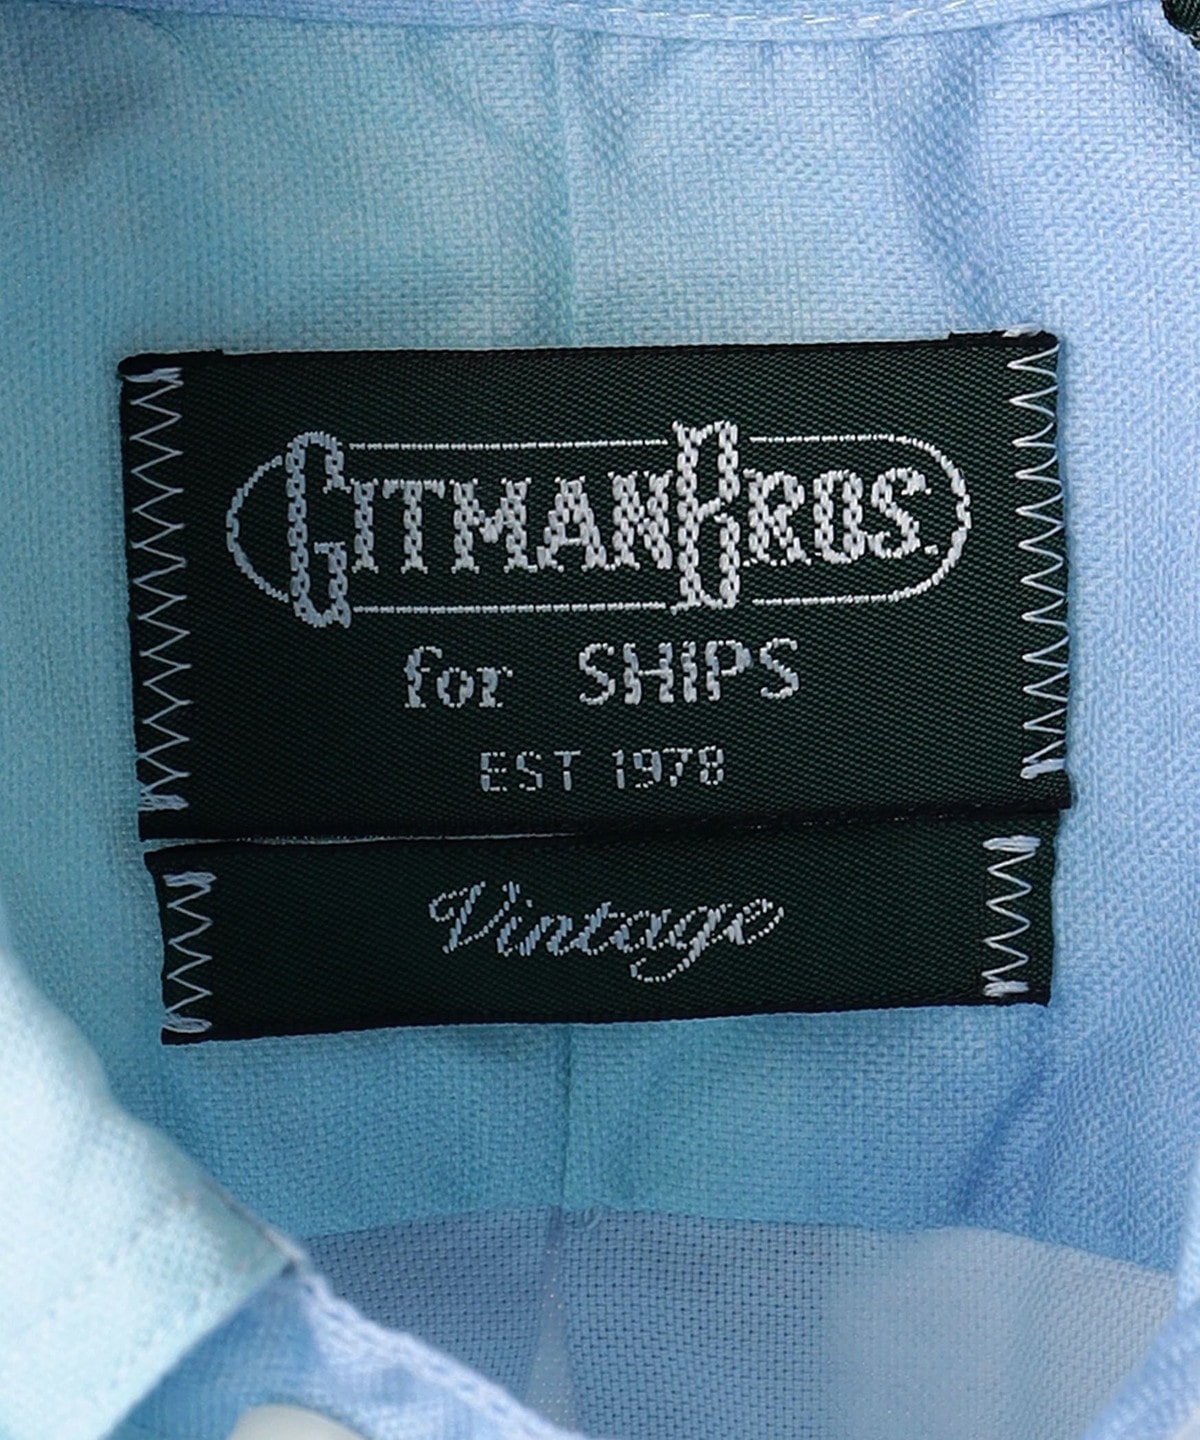 GITMAN BROS.
for SHIPS
EST 1978
Vintage